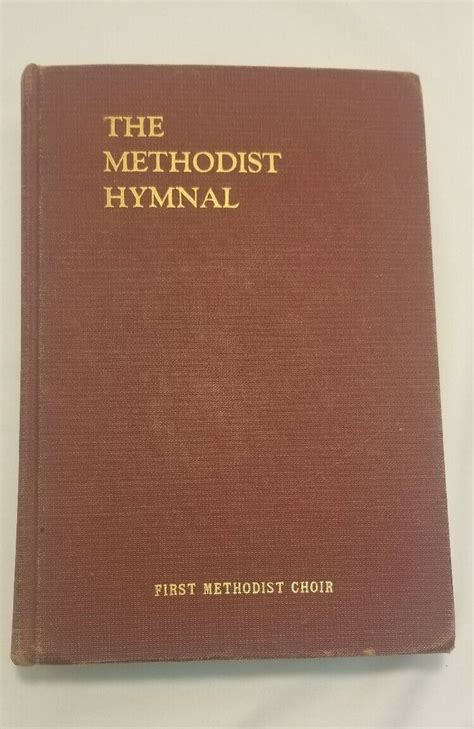 THE
METHODIST
HYMNAL
FIRST METHODIST CHOIR